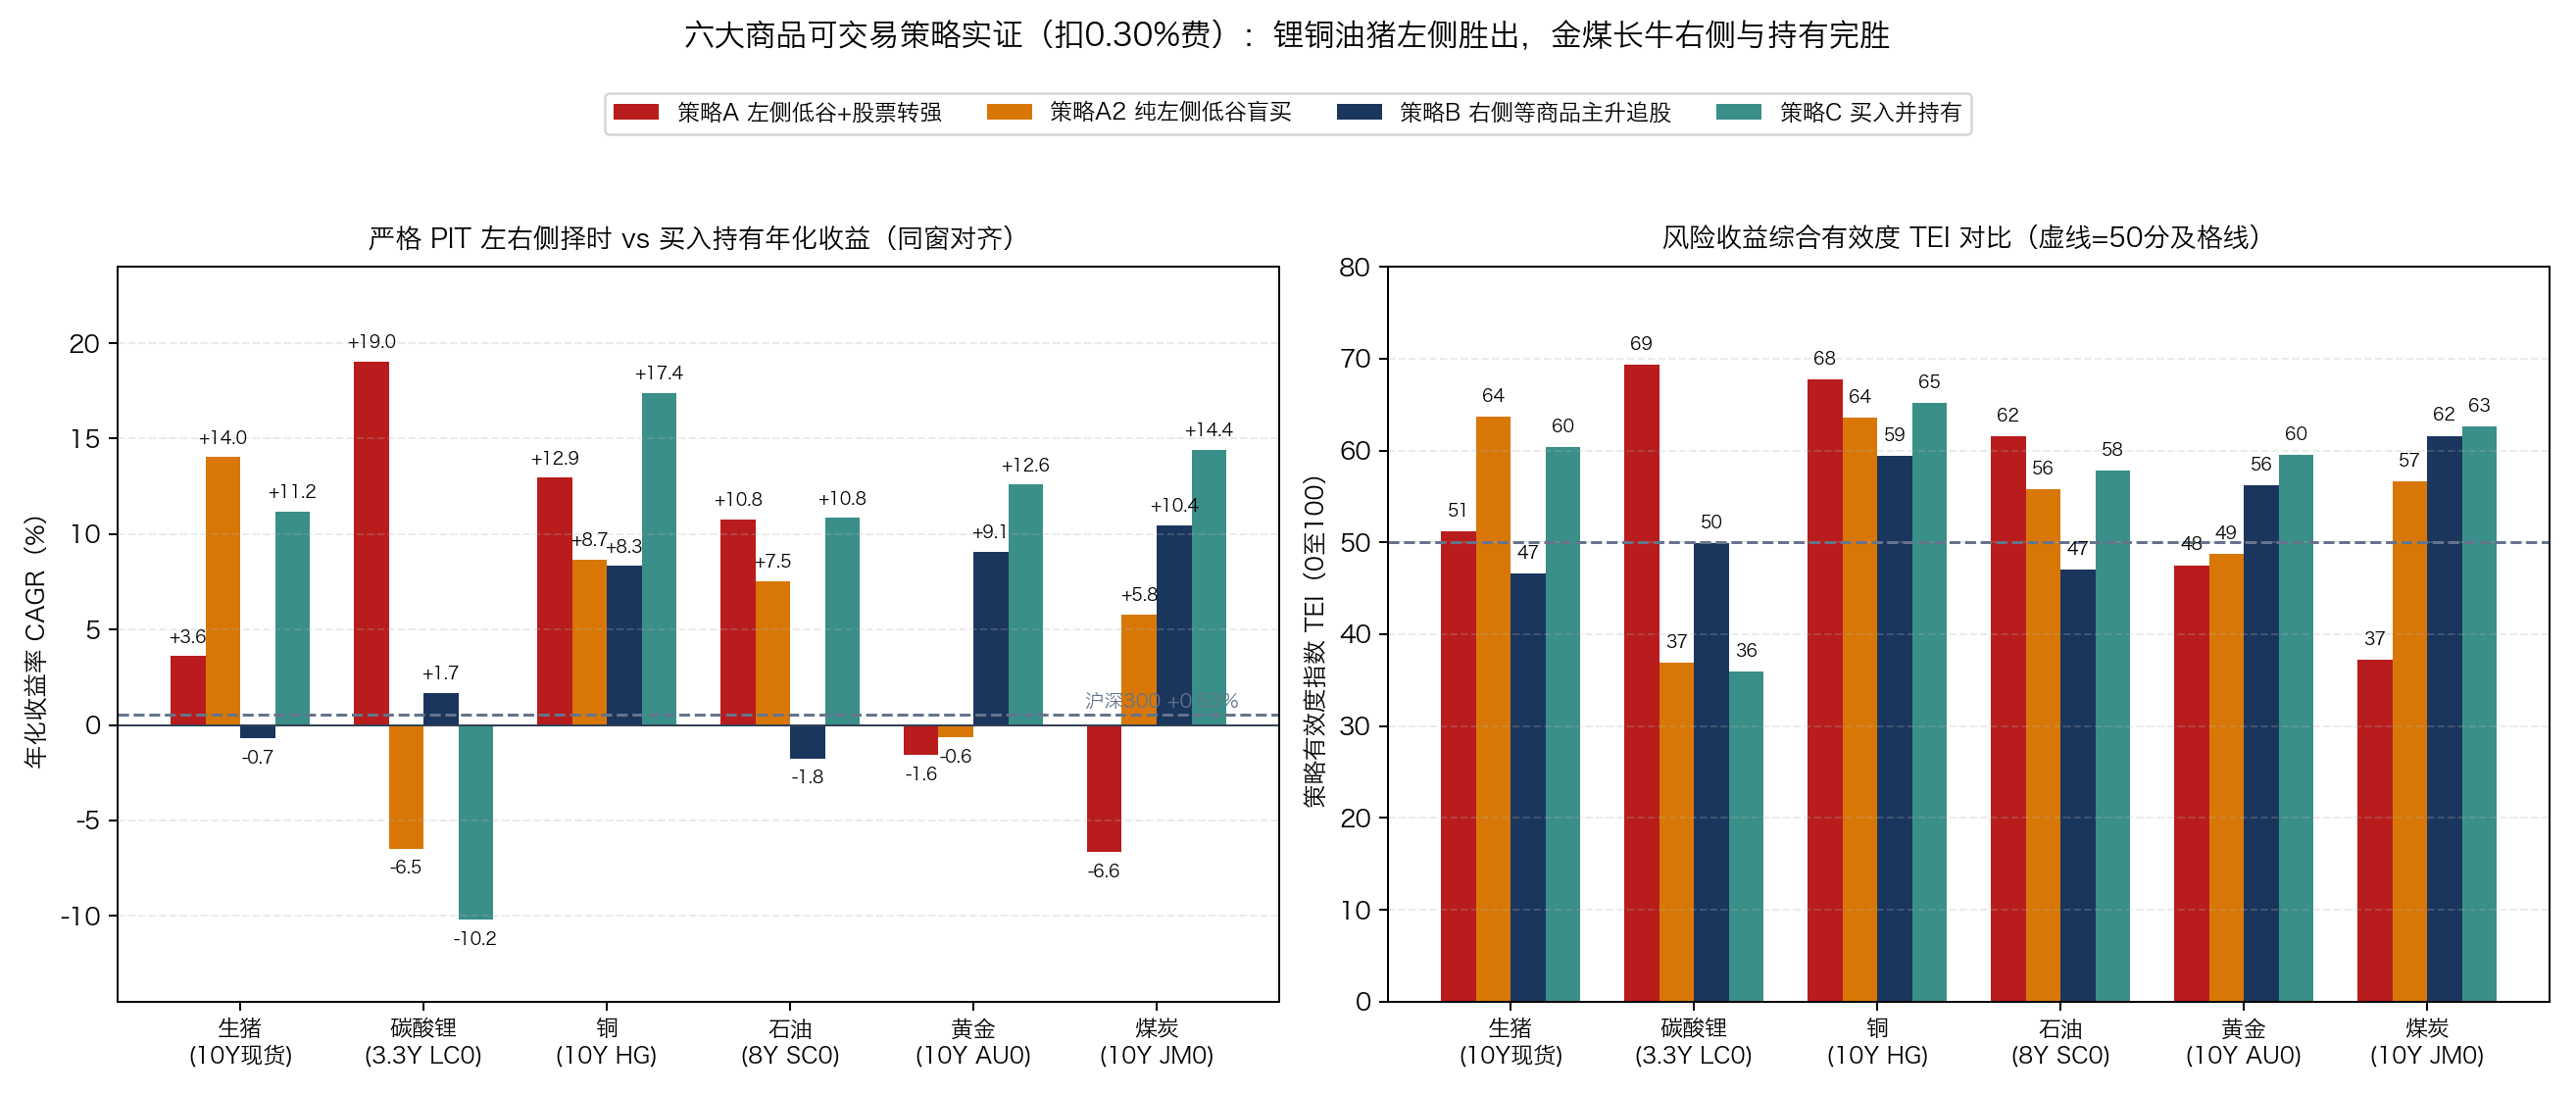 六大商品可交易策略实证（扣0.30%费）：锂铜油猪左侧胜出，金煤长牛右侧与持有完胜
策略A 左侧低谷+股票转强
策略A2 纯左侧低谷盲买
策略B 右侧等商品主升追股
策略C 买入并持有
严格 PIT 左右侧择时 vs 买入持有年化收益（同窗对齐）
年化收益率 CAGR（%）
20
15
10
5
0
-5
-10
+3.6
+14.0
-0.7
+11.2
+19.0
-6.5
+1.7
-10.2
+12.9
+8.7
+8.3
+17.4
+10.8
+7.5
-1.8
+10.8
-1.6
-0.6
+9.1
+12.6
-6.6
+5.8
+10.4
+14.4
沪深300
生猪
(10Y现货)
碳酸锂
(3.3Y LC0)
铜
(10Y HG)
石油
(8Y SC0)
黄金
(10Y AU0)
煤炭
(10Y JM0)
风险收益综合有效度 TEI 对比（虚线=50分及格线）
策略有效度指数 TEI（0至100）
80
70
60
50
40
30
20
10
0
51
64
47
60
69
37
50
36
68
64
59
65
62
56
47
58
48
49
56
60
37
57
62
63
生猪
(10Y现货)
碳酸锂
(3.3Y LC0)
铜
(10Y HG)
石油
(8Y SC0)
黄金
(10Y AU0)
煤炭
(10Y JM0)